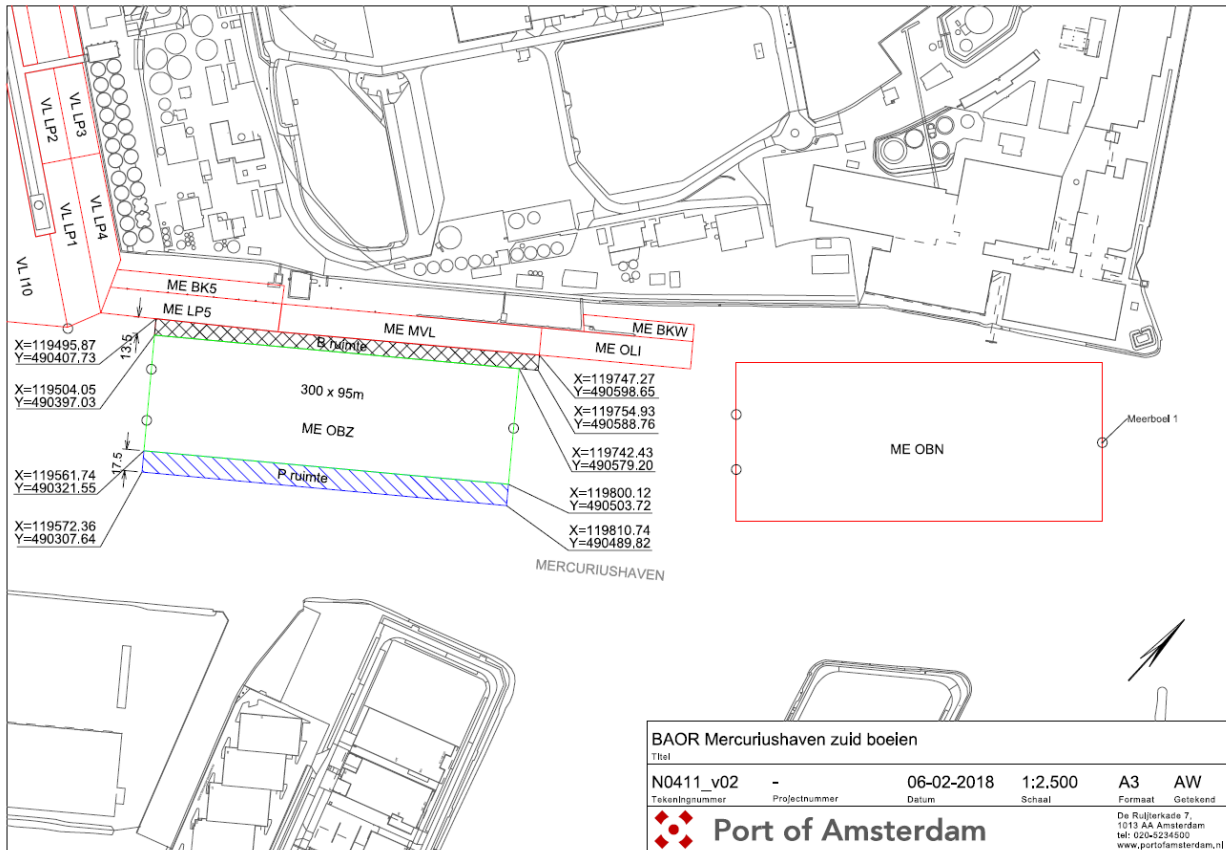 VL LP2
VL LP3
VL LP1
VL LP4
VL I10
ME BK5
ME LP5
ME MVL
ME BKW
ME OLI
B ruimte
13.5
X=119495.87
Y=490407.73
X=119504.05
Y=490397.03
300 x 95m
ME OBZ
X=119747.27
Y=490598.65
X=119754.93
Y=490588.76
X=119742.43
Y=490579.20
ME OBN
Meerboei 1
17.5
P ruimte
X=119561.74
Y=490321.55
X=119572.36
Y=490307.64
X=119800.12
Y=490503.72
X=119810.74
Y=490489.82
MERCURIUSHAVEN
BAOR Mercuriushaven zuid boeien
Titel
N0411_v02 - 06-02-2018 1:2.500 A3 AW
Tekeningnummer Projectnummer Datum Schaal Formaat Getekend
Port of Amsterdam
De Ruijterkade 7,
1013 AA Amsterdam
tel: 020-5234500
www.portofamsterdam.nl